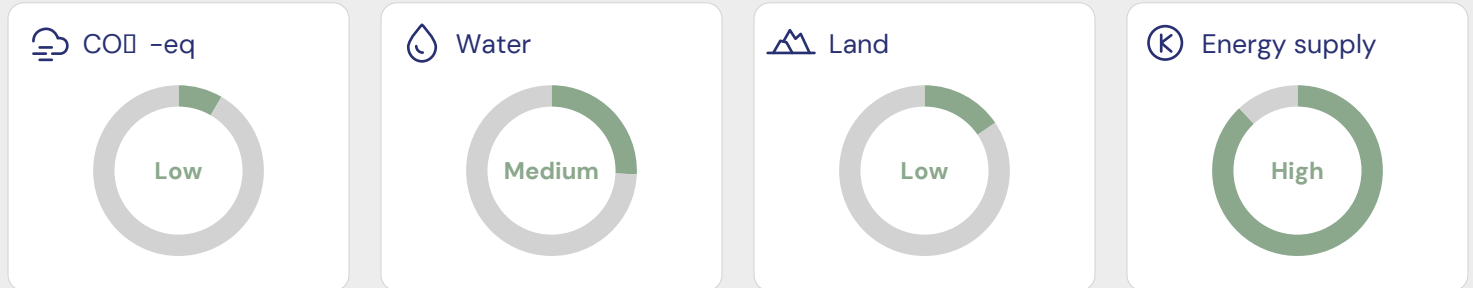 CO▯ -eq
Water
Land
Energy supply
Low
Medium
Low
High